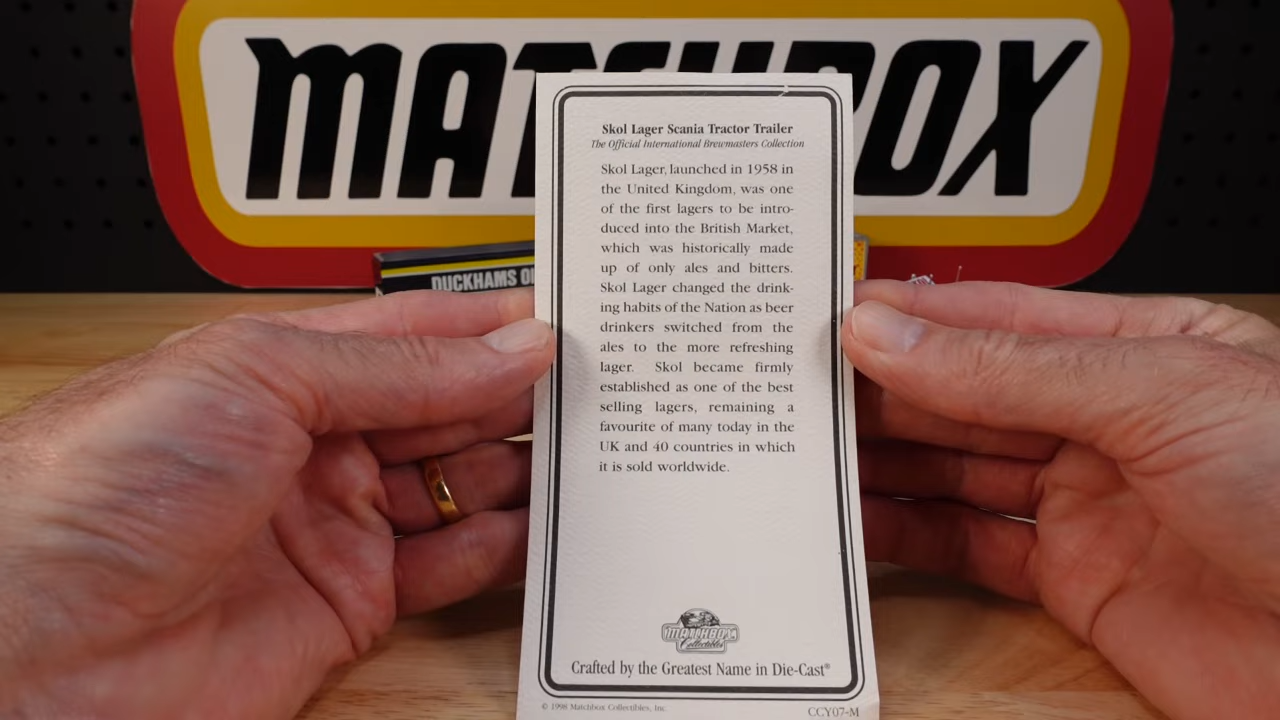 MATCHBOX
DUCKHAMS
Skol Lager Scania Tractor Trailer
The Official International Brewmasters Collection
Skol Lager, launched in 1958 in
the United Kingdom, was one
of the first lagers to be intro-
duced into the British Market,
which was historically made
up of only ales and bitters.
Skol Lager changed the drink-
ing habits of the Nation as beer
drinkers switched from the
ales to the more refreshing
lager. Skol became firmly
established as one of the best
selling lagers, remaining a
favourite of many today in the
UK and 40 countries in which
it is sold worldwide.
MATCHBOX
Collectibles
Crafted by the Greatest Name in Die-Cast®
© 1996 Matchbox Collectibles, Inc.
CCY07-M